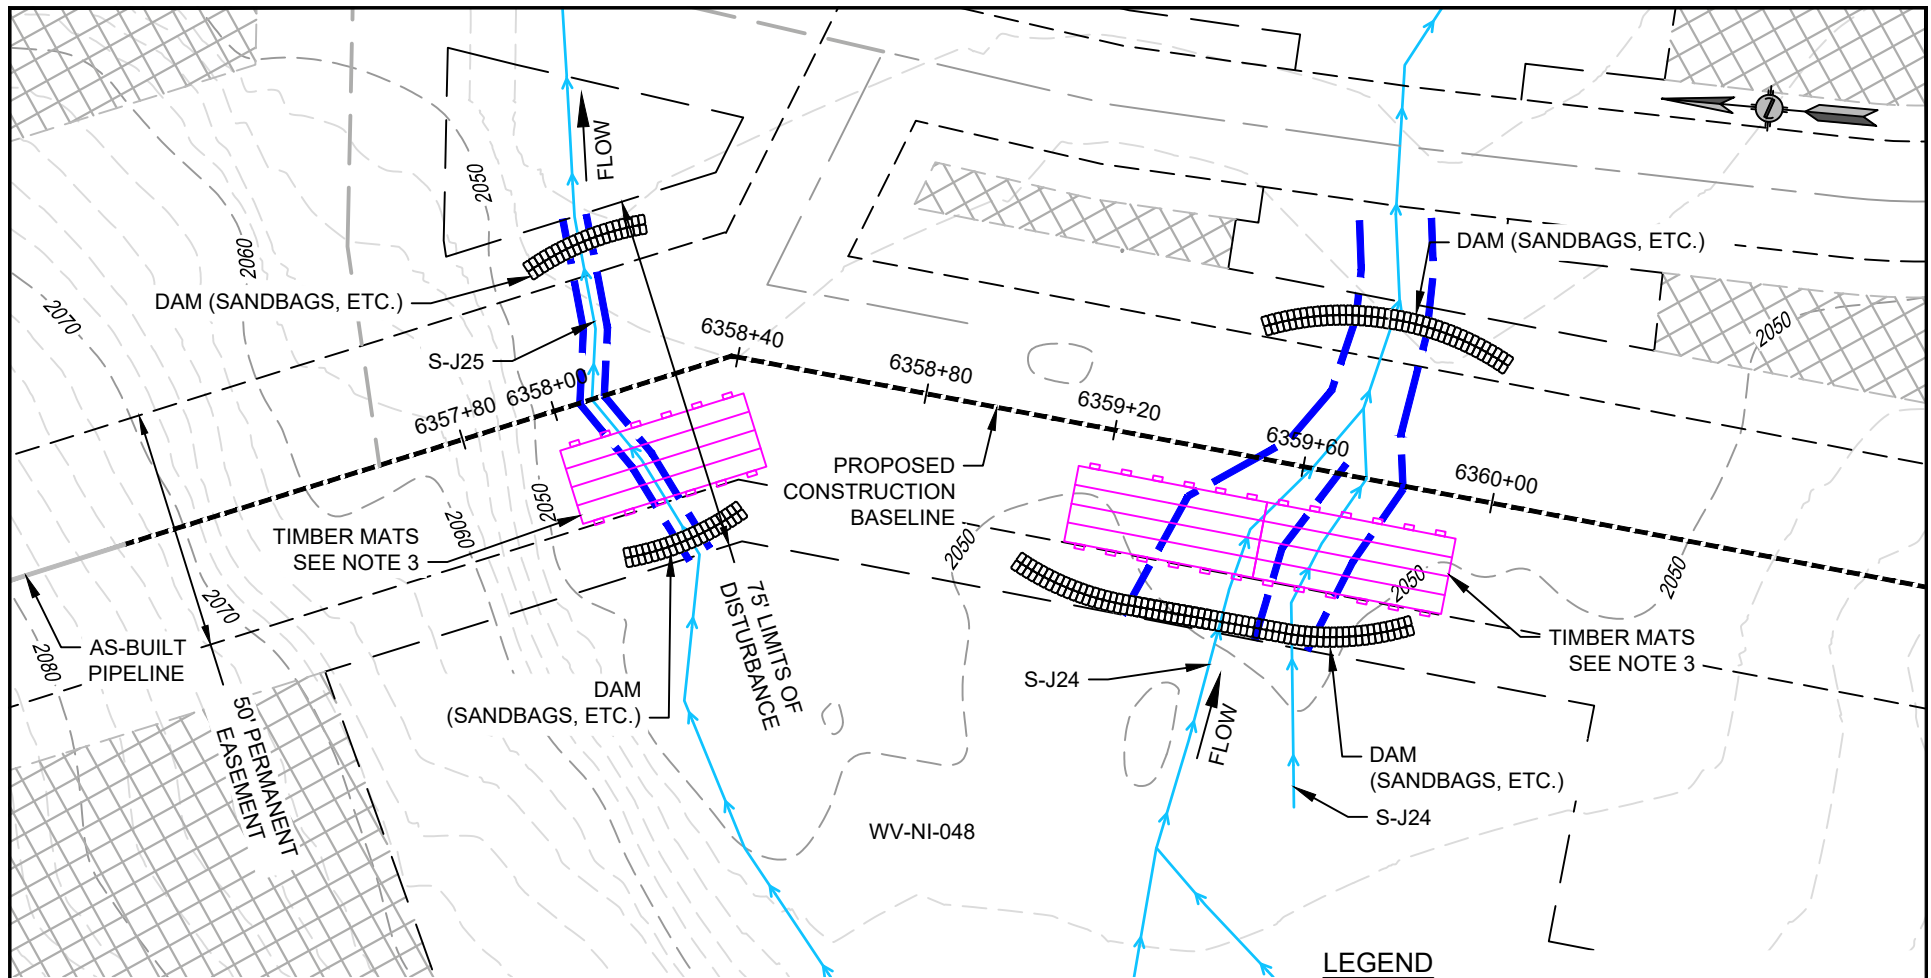 2050
FLOW
2060
DAM (SANDBAGS, ETC.)
DAM (SANDBAGS, ETC.)
Z
2070
2050
S-J25
6358+40
6358+80
6359+20
6359+60
6360+00
6357+80
6358+00
PROPOSED
CONSTRUCTION
BASELINE
TIMBER MATS
SEE NOTE 3
2060
2050
2050
2050
2050
2070
2080
AS-BUILT
PIPELINE
50' PERMANENT
EASEMENT
DAM
(SANDBAGS, ETC.)
75' LIMITS OF
DISTURBANCE
S-J24
FLOW
TIMBER MATS
SEE NOTE 3
DAM
(SANDBAGS, ETC.)
S-J24
WV-NI-048
LEGEND